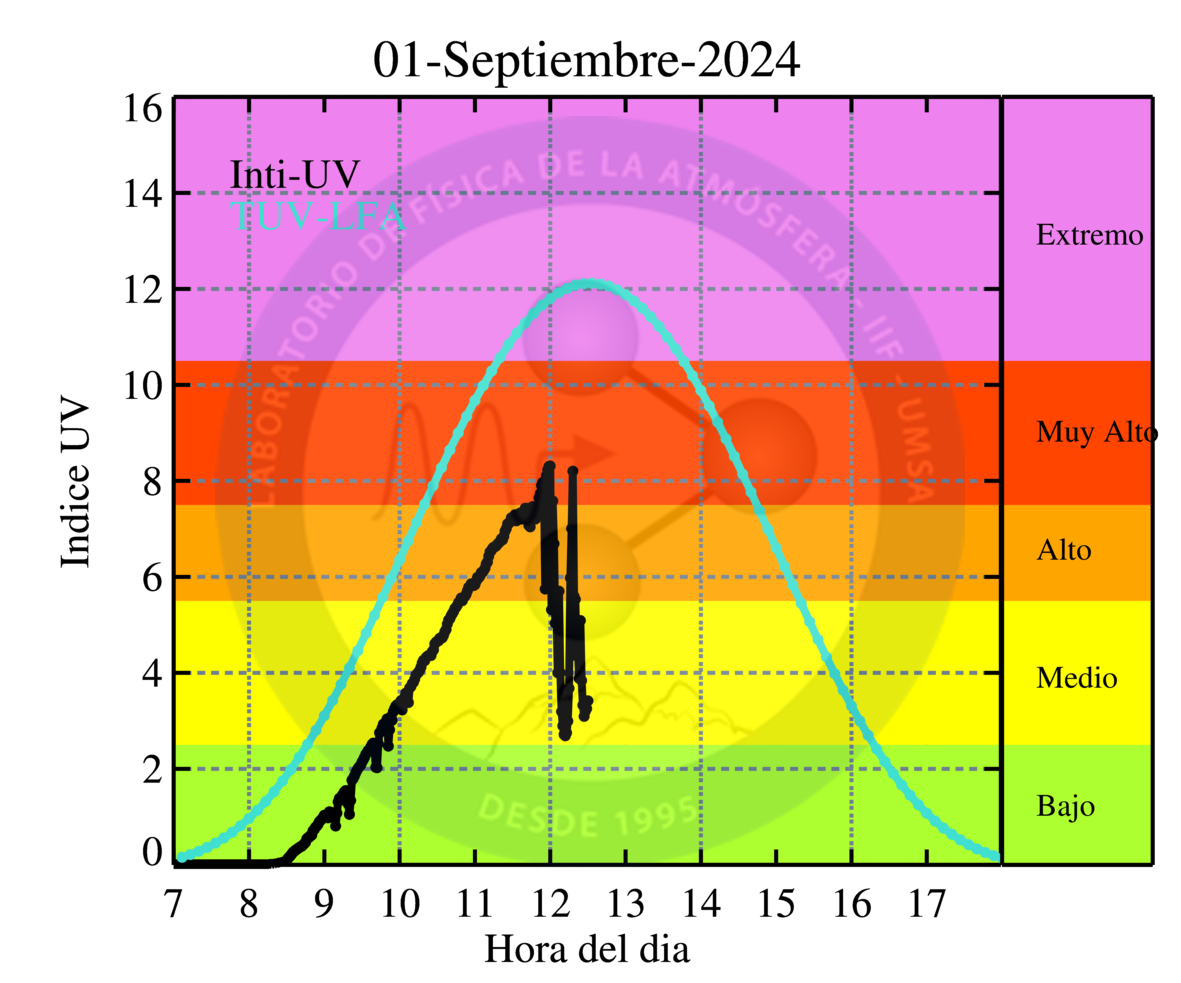 01-Septiembre-2024
Indice UV
16
14
12
10
8
6
4
2
0
Inti-UV
TUV-LFA
LABORATORIO DE FÍSICA DE LA ATMÓSFERA - IIF - UMSA
DESDE 1995
Extremo
Muy Alto
Alto
Medio
Bajo
7 8 9 10 11 12 13 14 15 16 17
Hora del dia